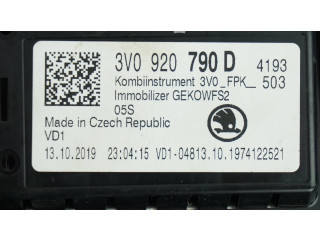 3V0 920 790 D 4193
Kombiinstrument 3V0_FPK__ 503
Immobilizer GEKOWFS2
05S
Made in Czech Republic
VD1
13.10.2019 23:04:15 VD1-04813.10.1974122521